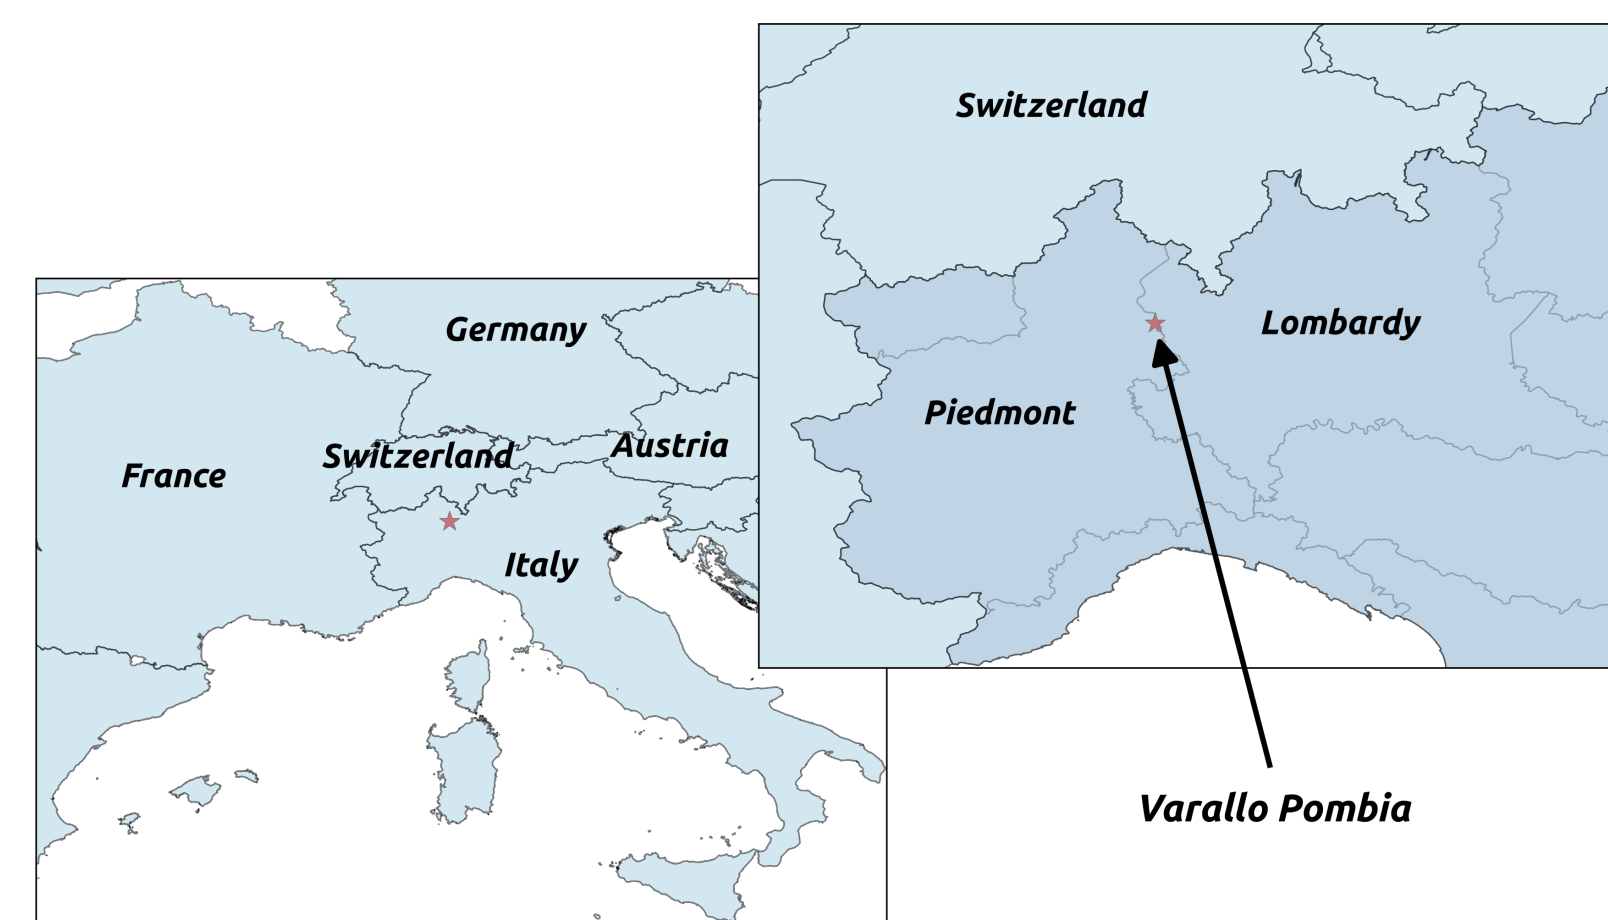 Switzerland
Lombardy
Piedmont
Germany
Switzerland
Austria
France
Italy
Varallo Pombia